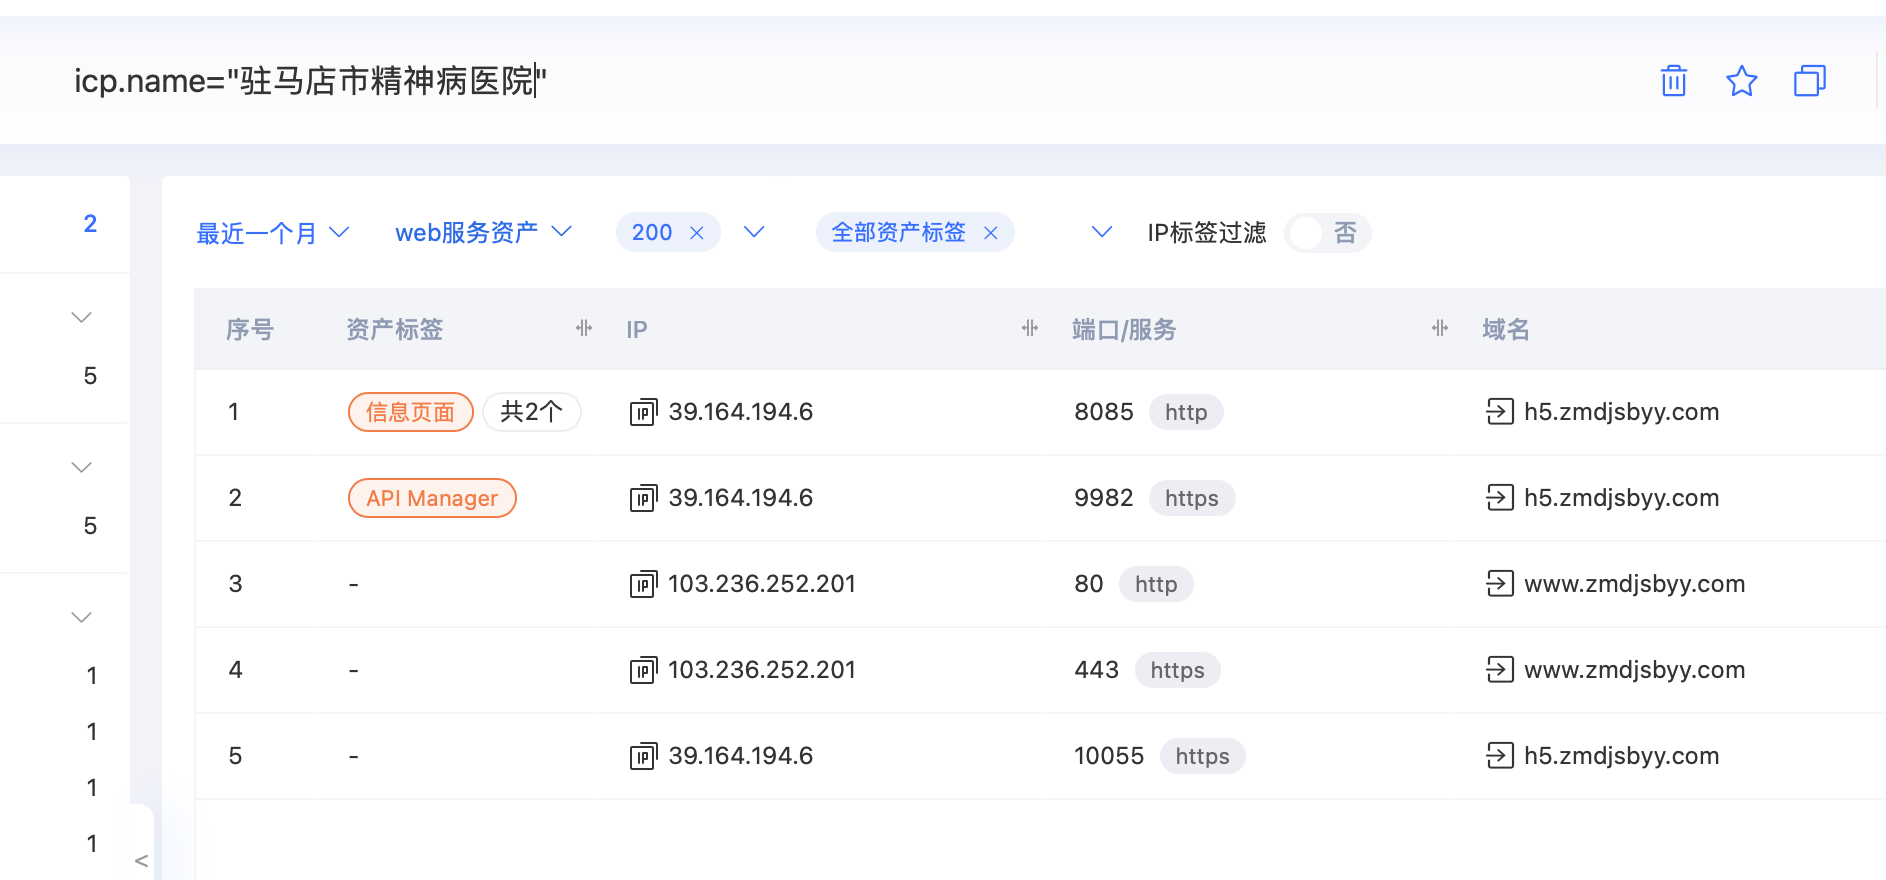 icp.name="驻马店市精神病医院"
2
5
5
1
1
1
1
<
最近一个月 web服务资产 200 × 全部资产标签 × IP标签过滤 否
序号 资产标签 IP 端口/服务 域名
1 信息页面 共2个 IP 39.164.194.6 8085 http h5.zmdjsbyy.com
2 API Manager IP 39.164.194.6 9982 https h5.zmdjsbyy.com
3 - IP 103.236.252.201 80 http www.zmdjsbyy.com
4 - IP 103.236.252.201 443 https www.zmdjsbyy.com
5 - IP 39.164.194.6 10055 https h5.zmdjsbyy.com